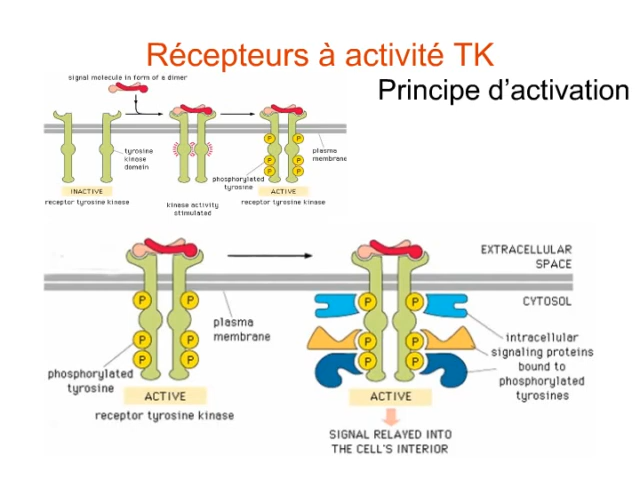 Récepteurs à activité TK
Principe d’activation
signal molecule in form of a dimer
tyrosine
kinase
domain
P P
P P
P P
plasma
membrane
phosphorylated
tyrosine
INACTIVE
receptor tyrosine kinase
kinase activity
stimulated
ACTIVE
receptor tyrosine kinase
EXTRACELLULAR
SPACE
CYTOSOL
P P
P P
P P
plasma
membrane
phosphorylated
tyrosine
ACTIVE
receptor tyrosine kinase
P P
P P
P P
intracellular
signaling proteins
bound to
phosphorylated
tyrosines
ACTIVE
SIGNAL RELAYED INTO
THE CELL'S INTERIOR